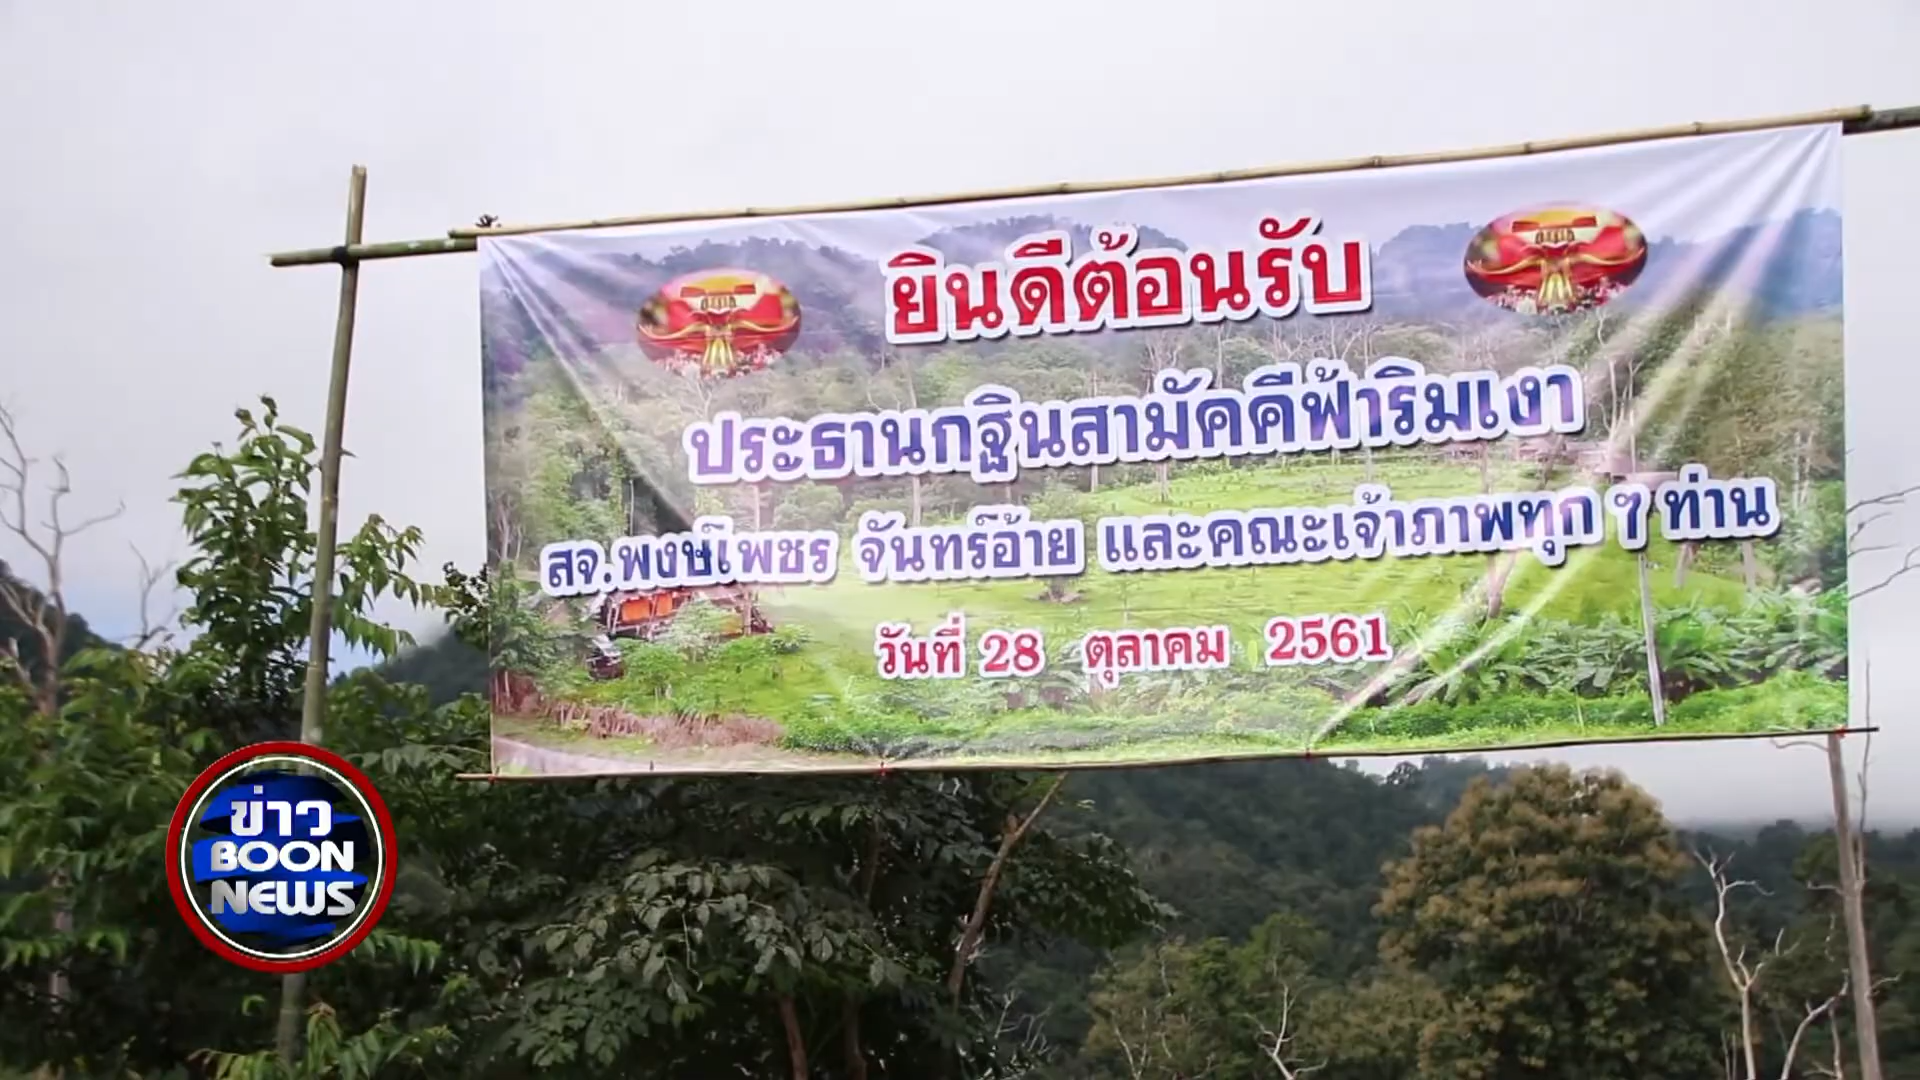 ยินดีต้อนรับ
ประธานกฐินสามัคคีฟ้าริมเงา
สจ.พงษ์เพชร จันทร์อ้าย และคณะเจ้าภาพทุก ๆ ท่าน
วันที่ 28 ตุลาคม 2561
ข่าว
BOON
NEWS